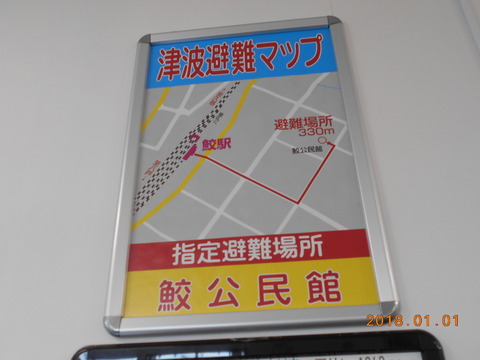 津波避難マップ
避難場所
330m
鮫公民館
鮫駅
指定避難場所
鮫公民館
2018.01.01